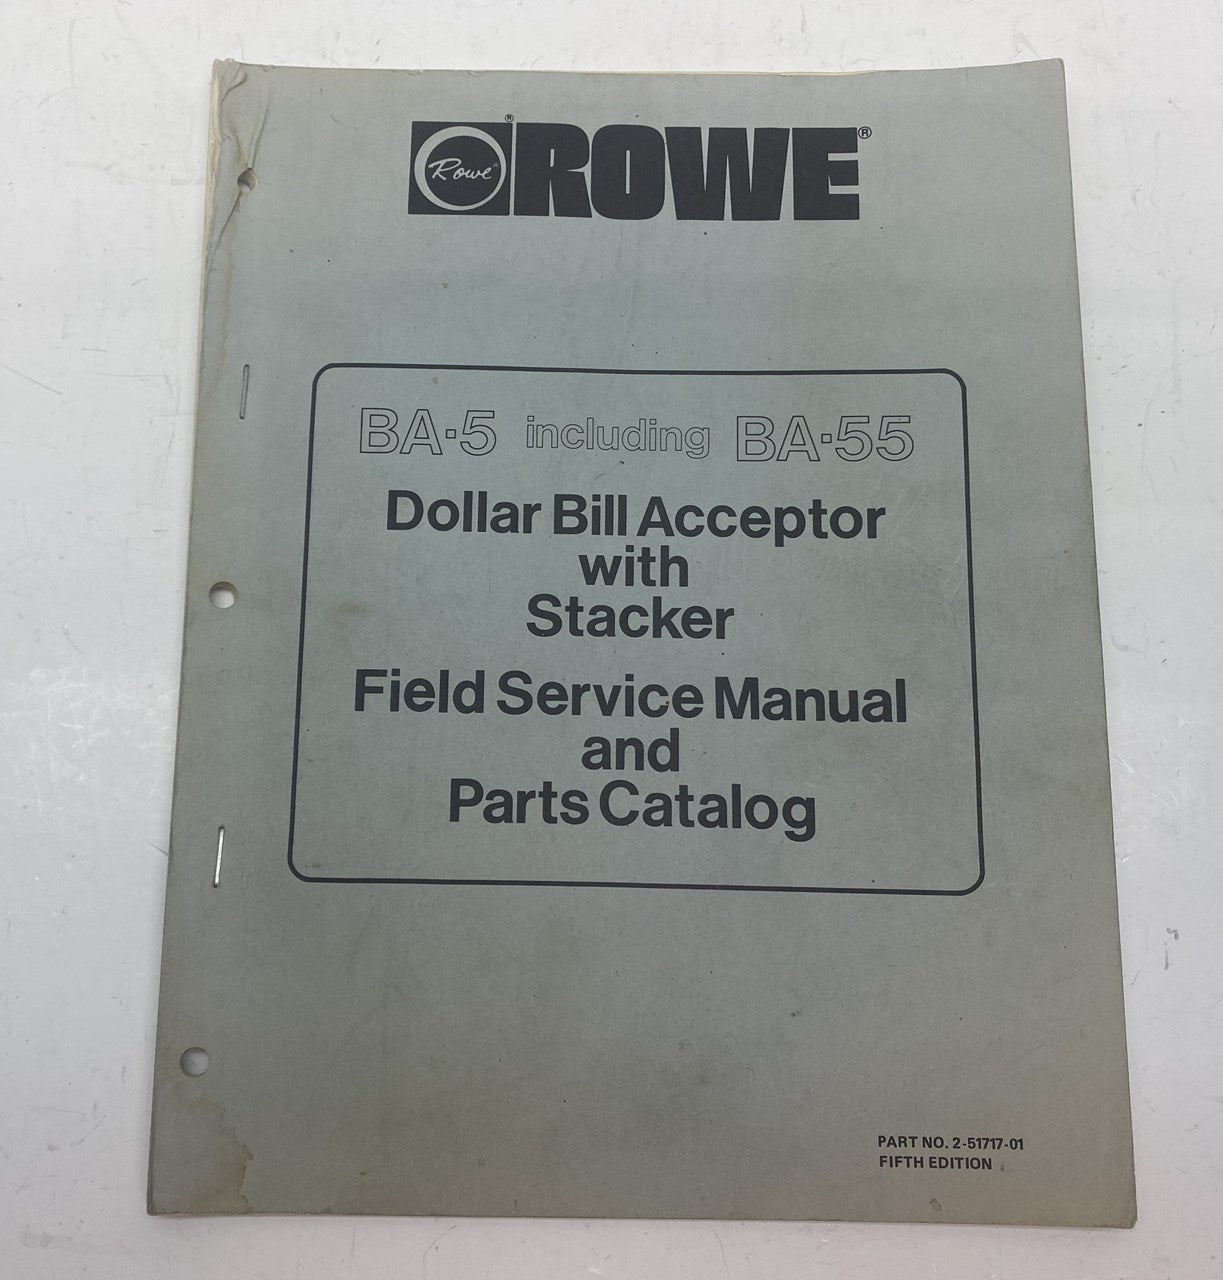 Rowe ® ROWE®
BA-5 including BA-55
Dollar Bill Acceptor
with
Stacker
Field Service Manual
and
Parts Catalog
PART NO. 2-51717-01
FIFTH EDITION